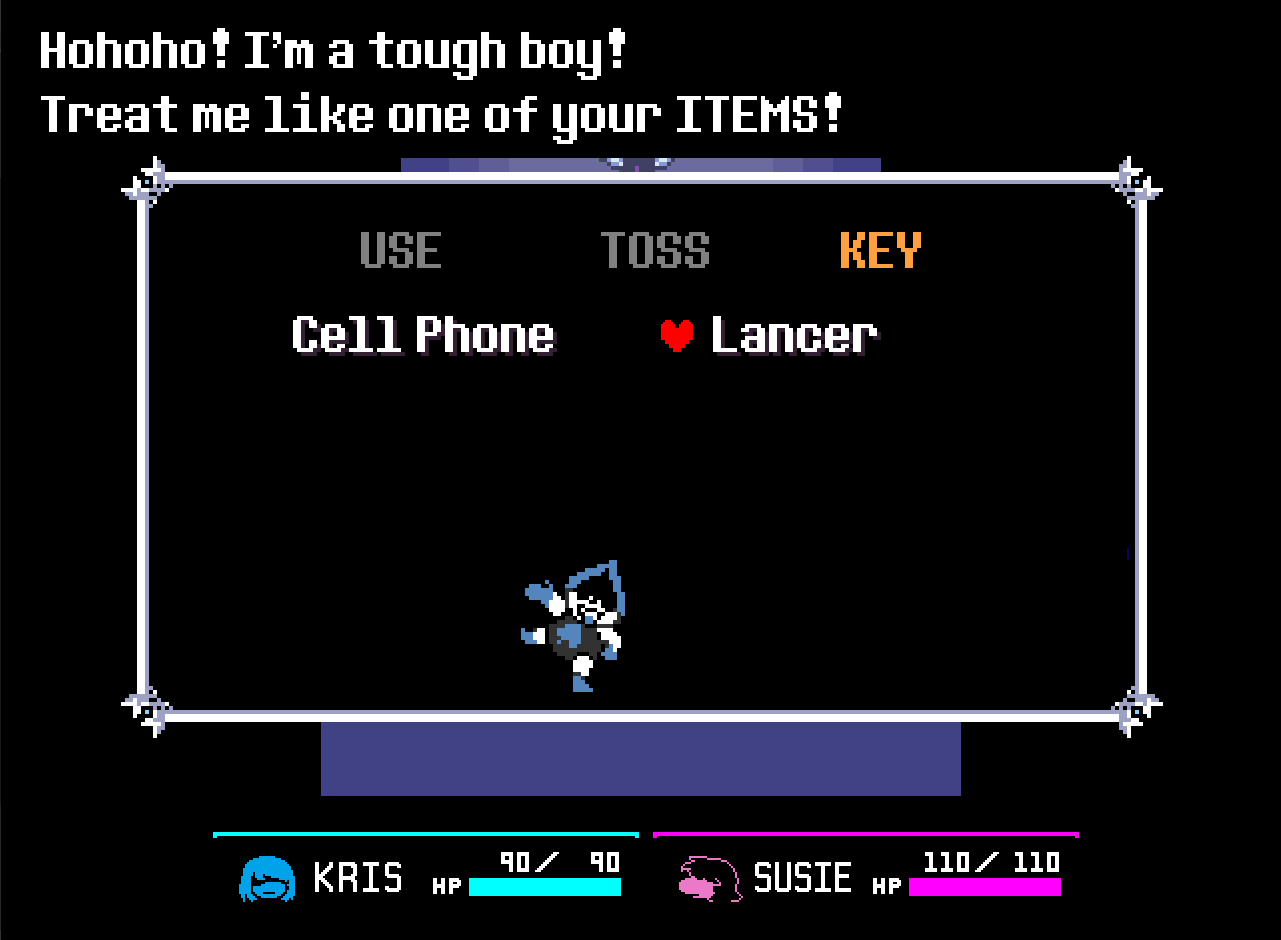 Hohoho! I'm a tough boy!
Treat me like one of your ITEMS!
USE TOSS KEY
Cell Phone Lancer
KRIS HP 90/ 90 SUSIE HP 110/ 110